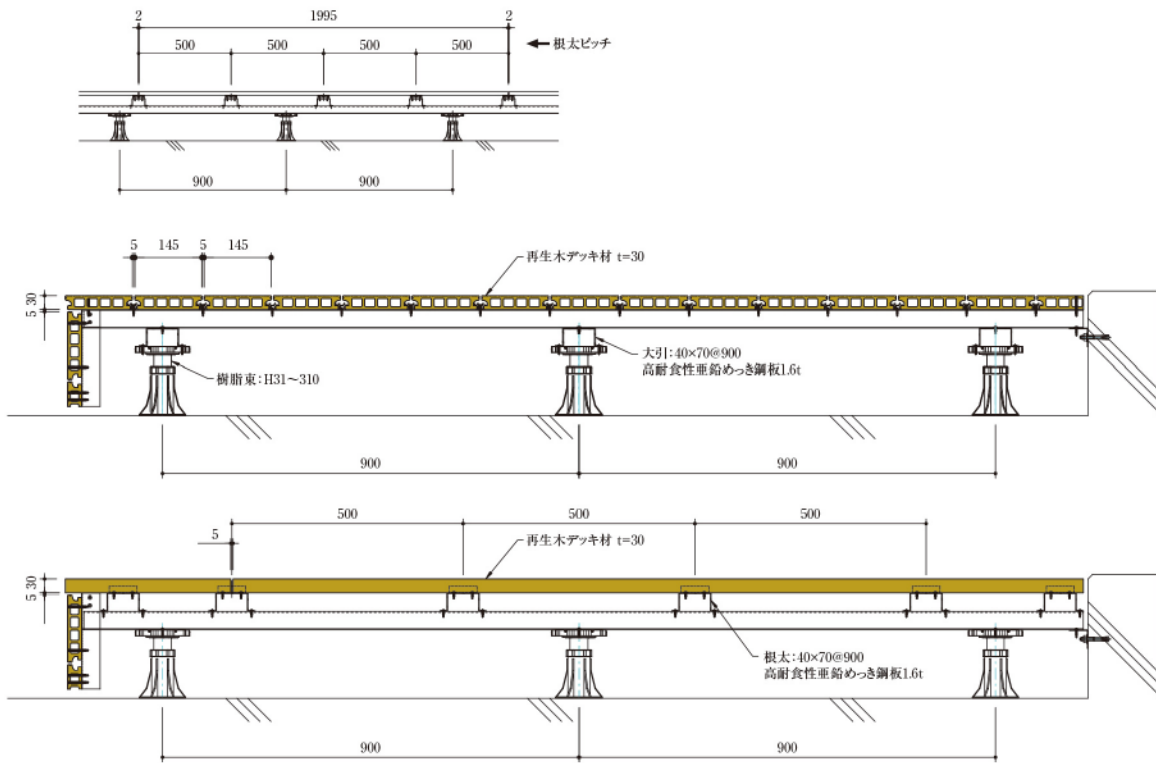 2 1995 2
500 500 500 500
根太ピッチ
900 900
5 145 5 145
再生木デッキ材 t=30
5 30
大引:40×70@900
高耐食性亜鉛めっき鋼板1.6t
樹脂束:H31~310
900 900
500 500 500
5
再生木デッキ材 t=30
5 30
根太:40×70@900
高耐食性亜鉛めっき鋼板1.6t
900 900